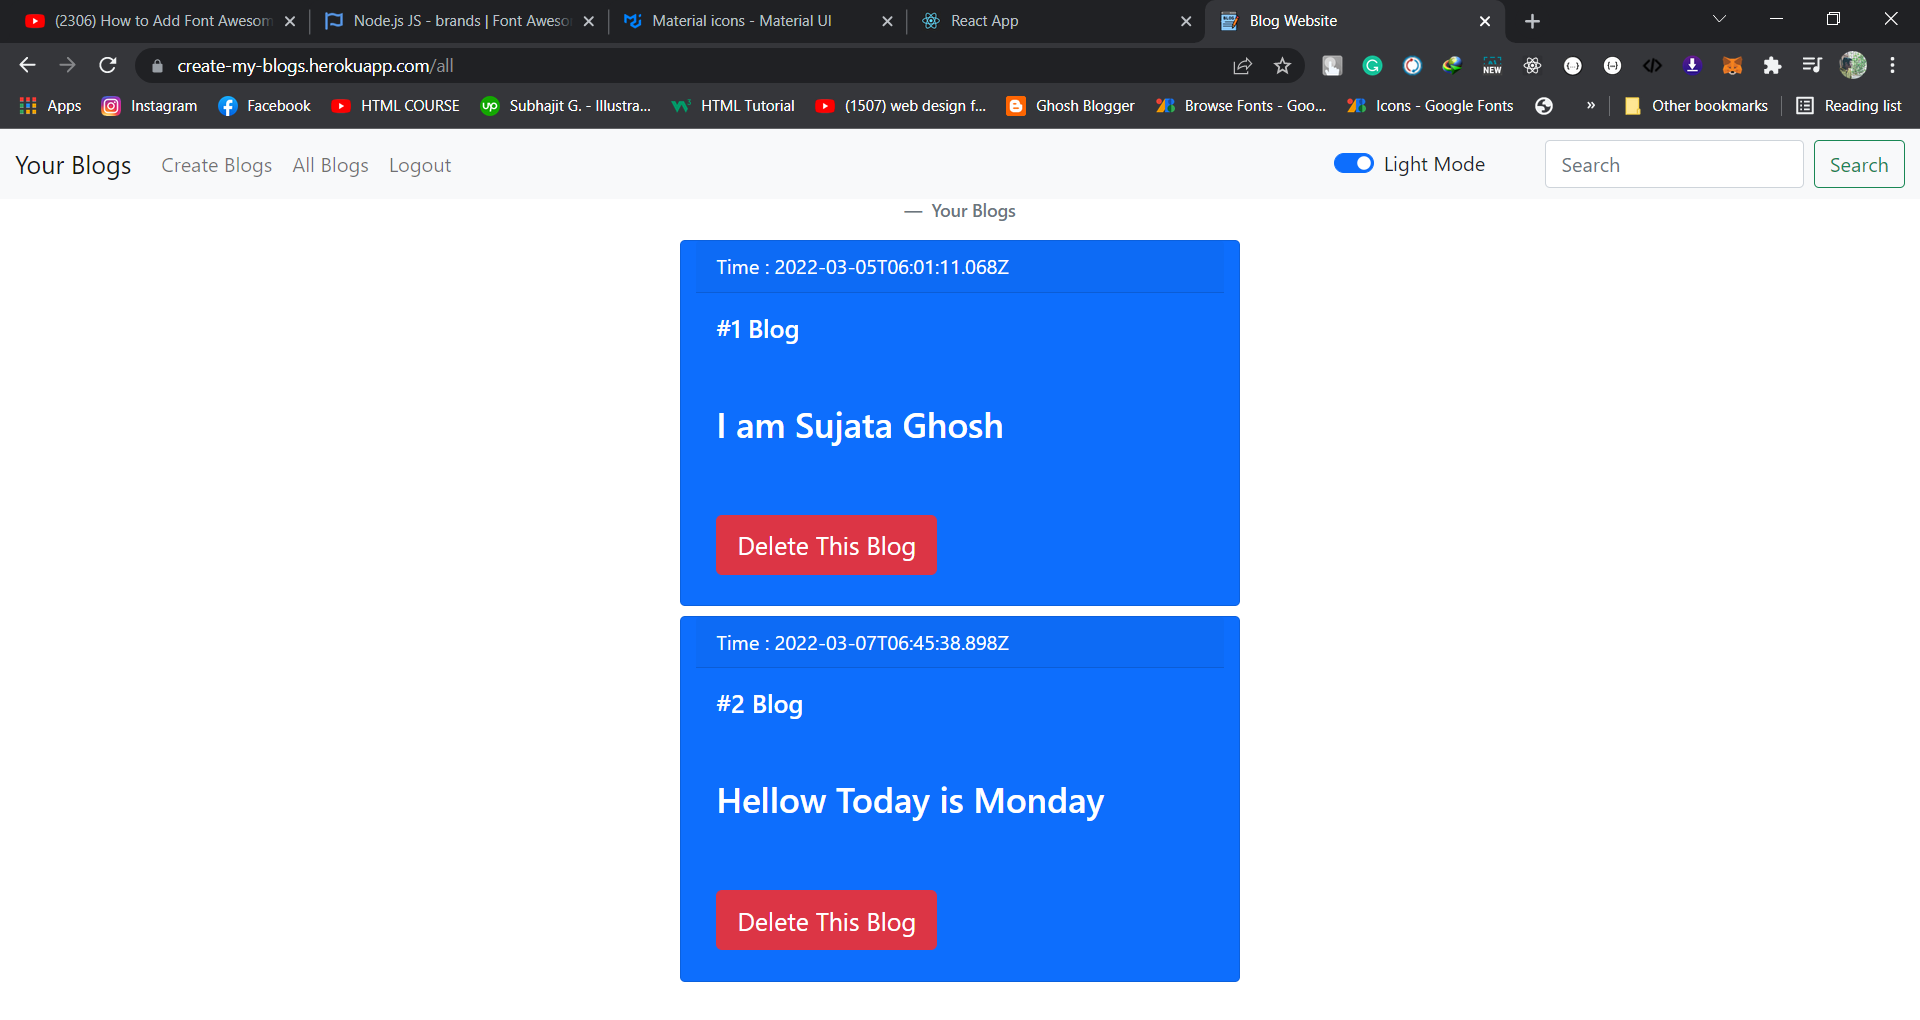 (2306) How to Add Font Awesom
Node.js JS - brands | Font Aweso
Material icons - Material UI
React App
Blog Website
create-my-blogs.herokuapp.com/all
NEW
Apps
Instagram
Facebook
HTML COURSE
up Subhajit G. - Illustra...
HTML Tutorial
(1507) web design f...
Ghosh Blogger
Browse Fonts - Goo...
Icons - Google Fonts
»
Other bookmarks
Reading list
Your Blogs
Create Blogs
All Blogs
Logout
Light Mode
Search
Search
— Your Blogs
Time : 2022-03-05T06:01:11.068Z
#1 Blog
I am Sujata Ghosh
Delete This Blog
Time : 2022-03-07T06:45:38.898Z
#2 Blog
Hellow Today is Monday
Delete This Blog